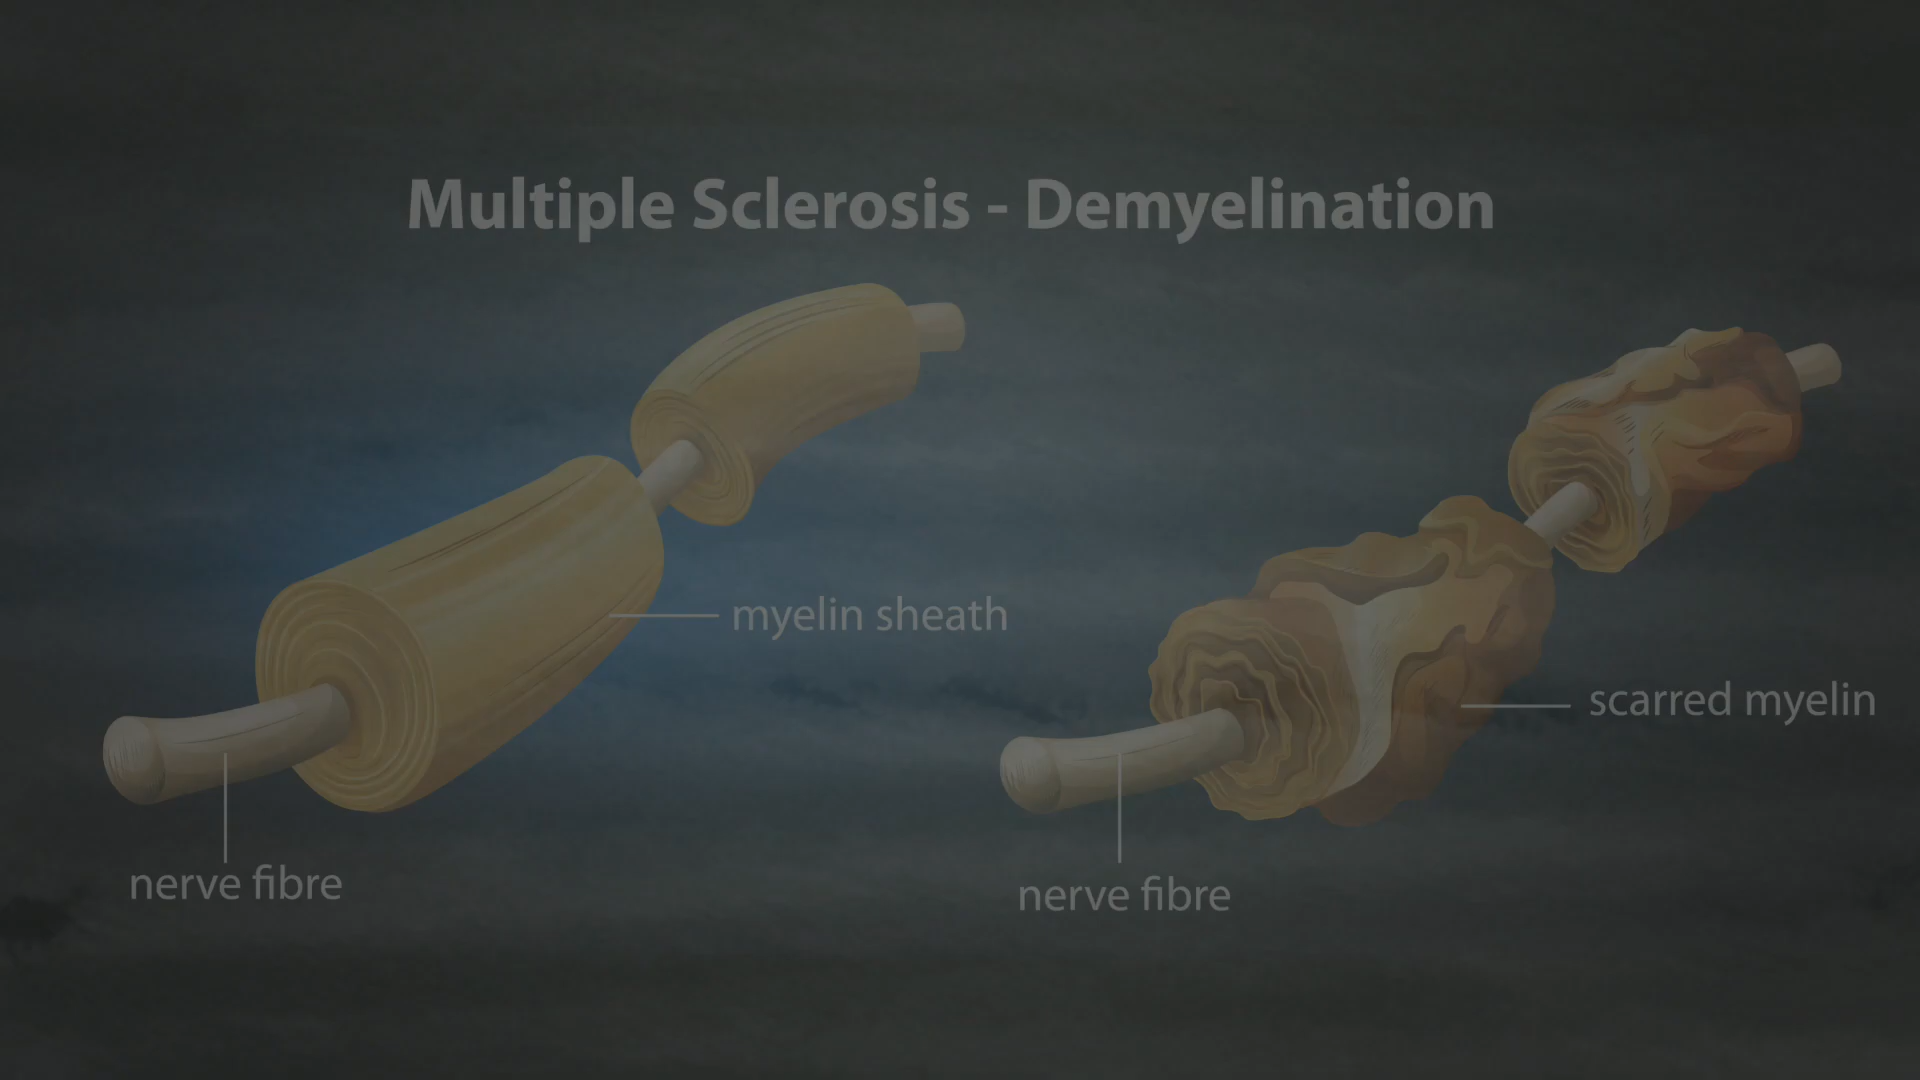 Multiple Sclerosis - Demyelination
myelin sheath
scarred myelin
nerve fibre
nerve fibre